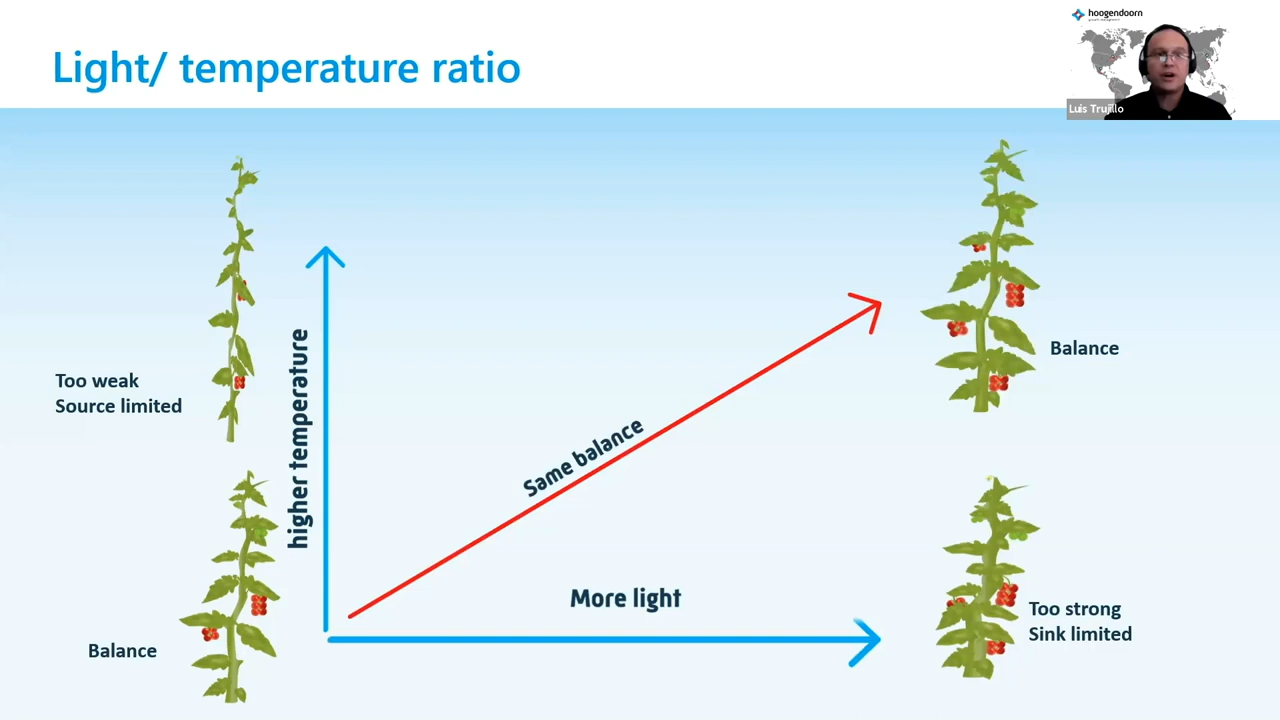 Light/ temperature ratio
hoogendoorn
Luis Trujillo
Too weak
Source limited
higher temperature
Same balance
Balance
More light
Too strong
Sink limited
Balance